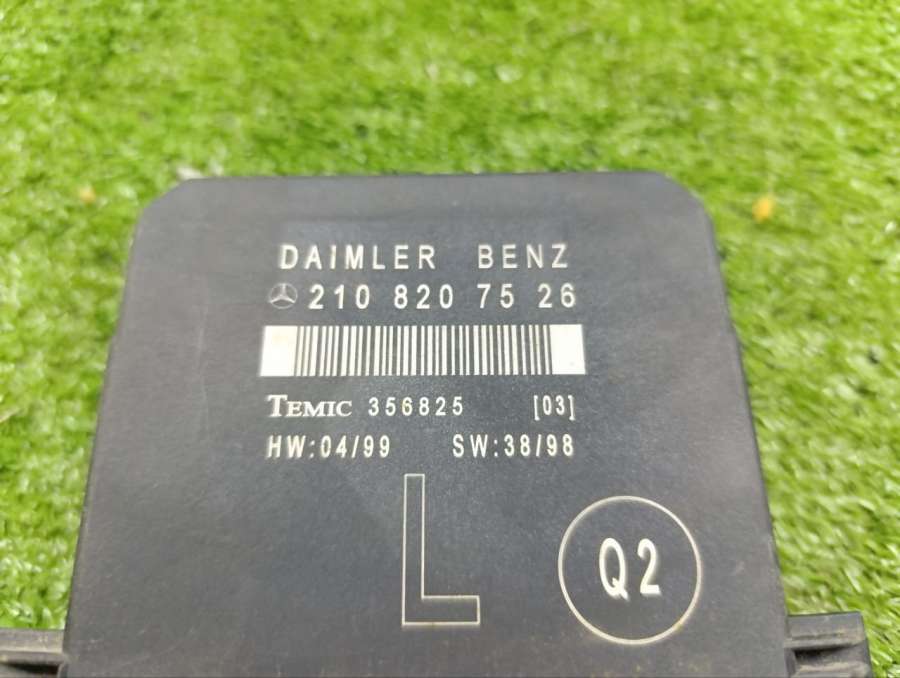 DAIMLER BENZ
210 820 75 26
TEMIC 356825 [03]
HW:04/99 SW:38/98
L
Q2